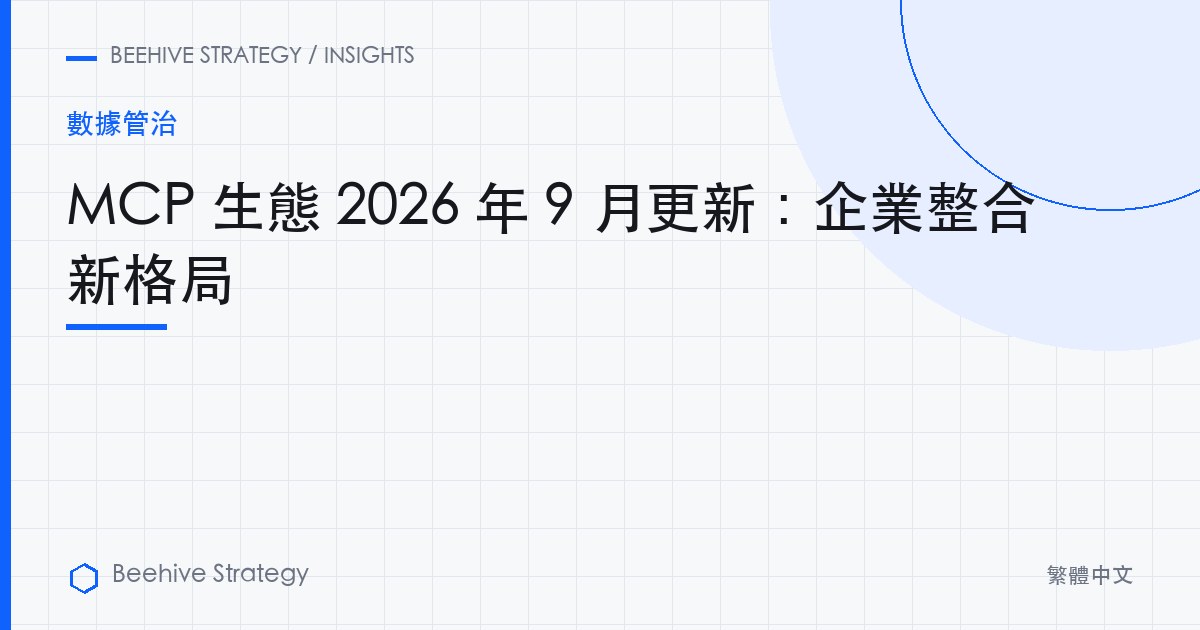 BEEHIVE STRATEGY / INSIGHTS
數據管治
MCP 生態 2026 年 9 月更新：企業整合
新格局
Beehive Strategy
繁體中文